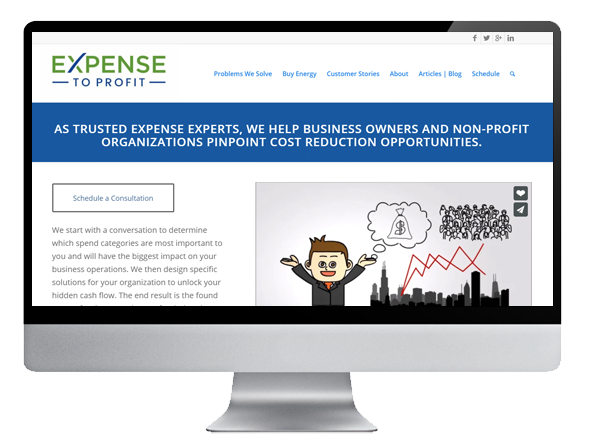 EXPENSE
TO PROFIT
Problems We Solve Buy Energy Customer Stories About Articles | Blog Schedule
AS TRUSTED EXPENSE EXPERTS, WE HELP BUSINESS OWNERS AND NON-PROFIT
ORGANIZATIONS PINPOINT COST REDUCTION OPPORTUNITIES.
Schedule a Consultation
We start with a conversation to determine
which spend categories are most important to
you and will have the biggest impact on your
business operations. We then design specific
solutions for your organization to unlock your
hidden cash flow. The end result is the found
$